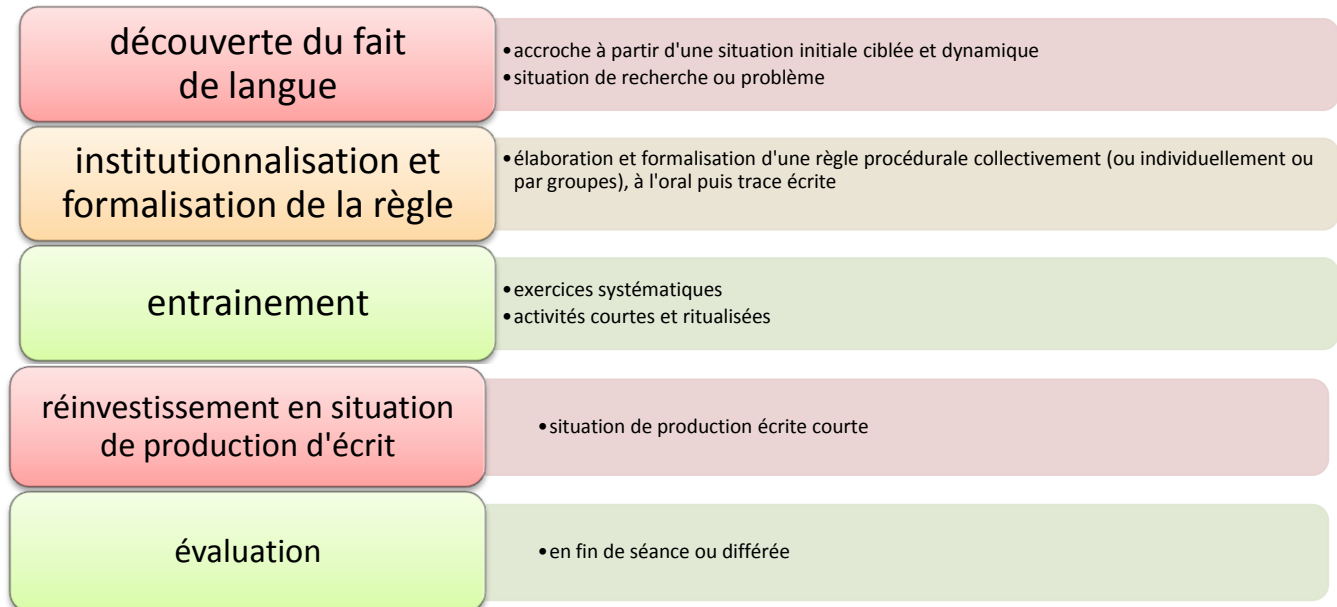 découverte du fait
de langue
•accroche à partir d'une situation initiale ciblée et dynamique
•situation de recherche ou problème
institutionnalisation et
formalisation de la règle
•élaboration et formalisation d'une règle procédurale collectivement (ou individuellement ou
par groupes), à l'oral puis trace écrite
entrainement
•exercices systématiques
•activités courtes et ritualisées
réinvestissement en situation
de production d'écrit
•situation de production écrite courte
évaluation
•en fin de séance ou différée